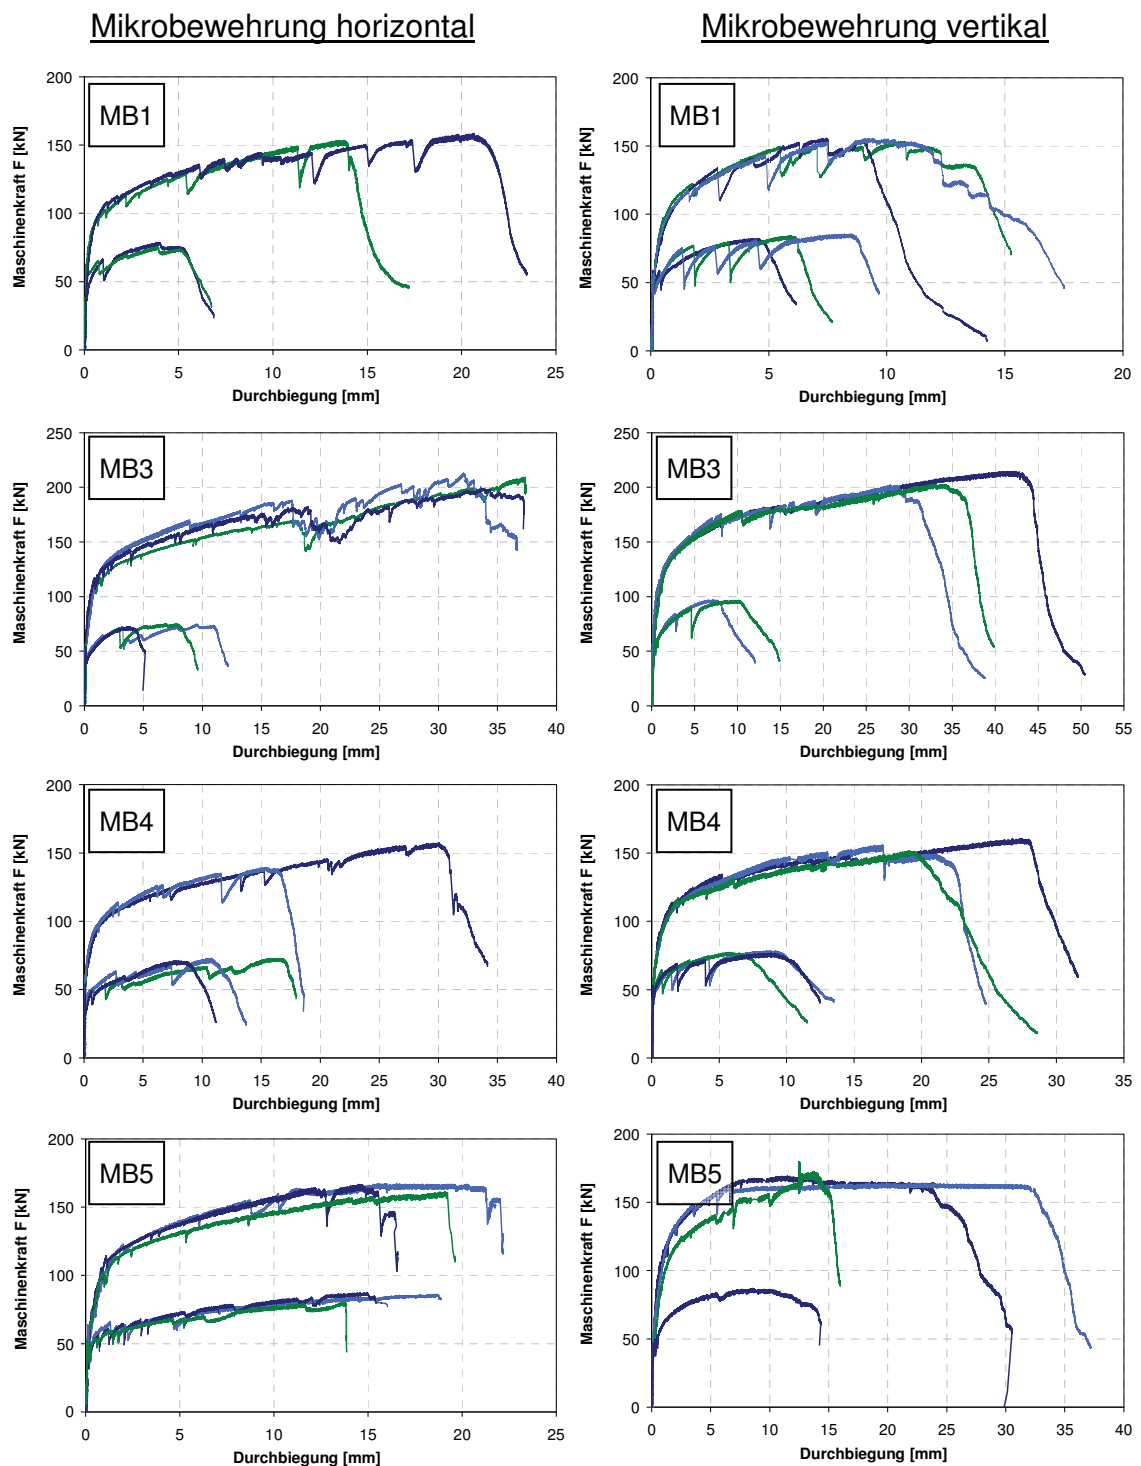 Mikrobewehrung horizontal
Mikrobewehrung vertikal
MB1
Maschinenkraft F [kN]
200
150
100
50
0
0 5 10 15 20 25
Durchbiegung [mm]
MB1
Maschinenkraft F [kN]
200
150
100
50
0
0 5 10 15 20
Durchbiegung [mm]
MB3
Maschinenkraft F [kN]
250
200
150
100
50
0
0 5 10 15 20 25 30 35 40
Durchbiegung [mm]
MB3
Maschinenkraft F [kN]
250
200
150
100
50
0
0 5 10 15 20 25 30 35 40 45 50 55
Durchbiegung [mm]
MB4
Maschinenkraft F [kN]
200
150
100
50
0
0 5 10 15 20 25 30 35 40
Durchbiegung [mm]
MB4
Maschinenkraft F [kN]
200
150
100
50
0
0 5 10 15 20 25 30 35
Durchbiegung [mm]
MB5
Maschinenkraft F [kN]
200
150
100
50
0
0 5 10 15 20 25
Durchbiegung [mm]
MB5
Maschinenkraft F [kN]
200
150
100
50
0
0 5 10 15 20 25 30 35 40
Durchbiegung [mm]